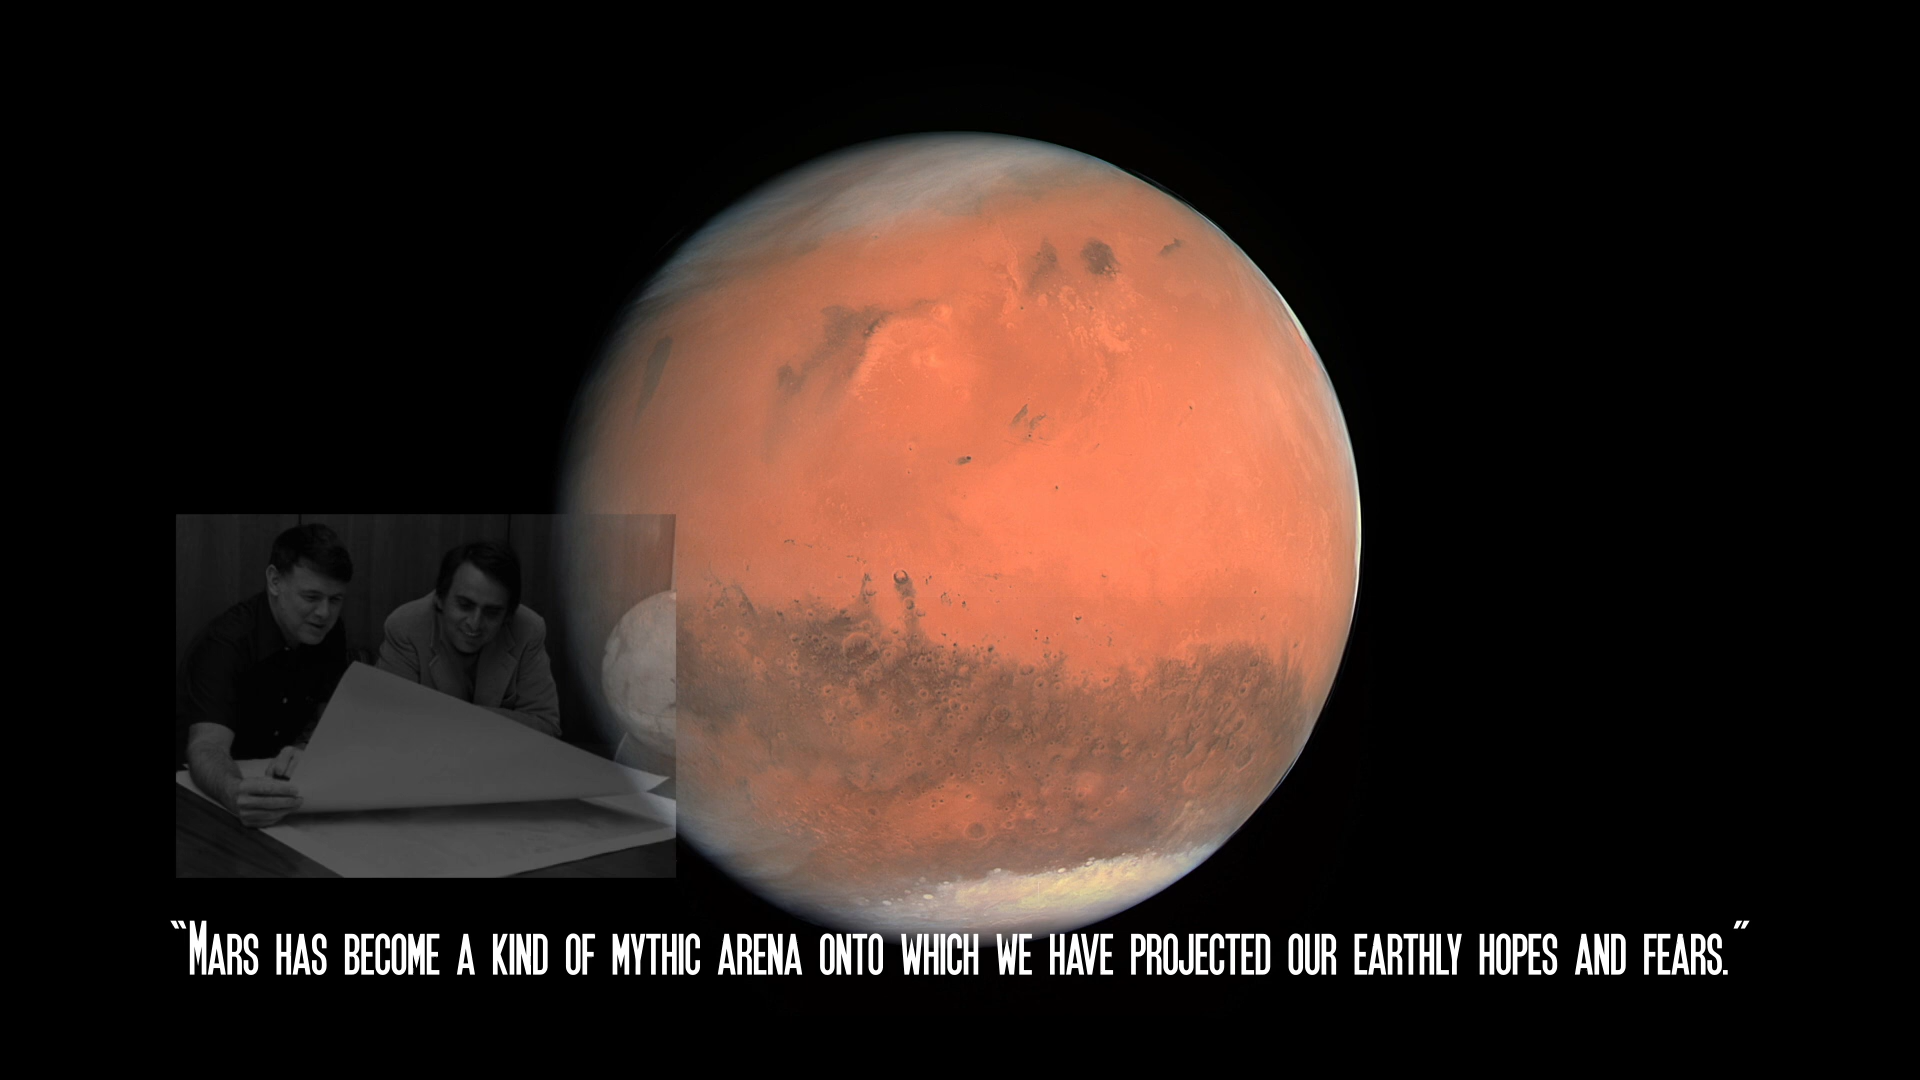 “Mars has become a kind of mythic arena onto which we have projected our earthly hopes and fears.”